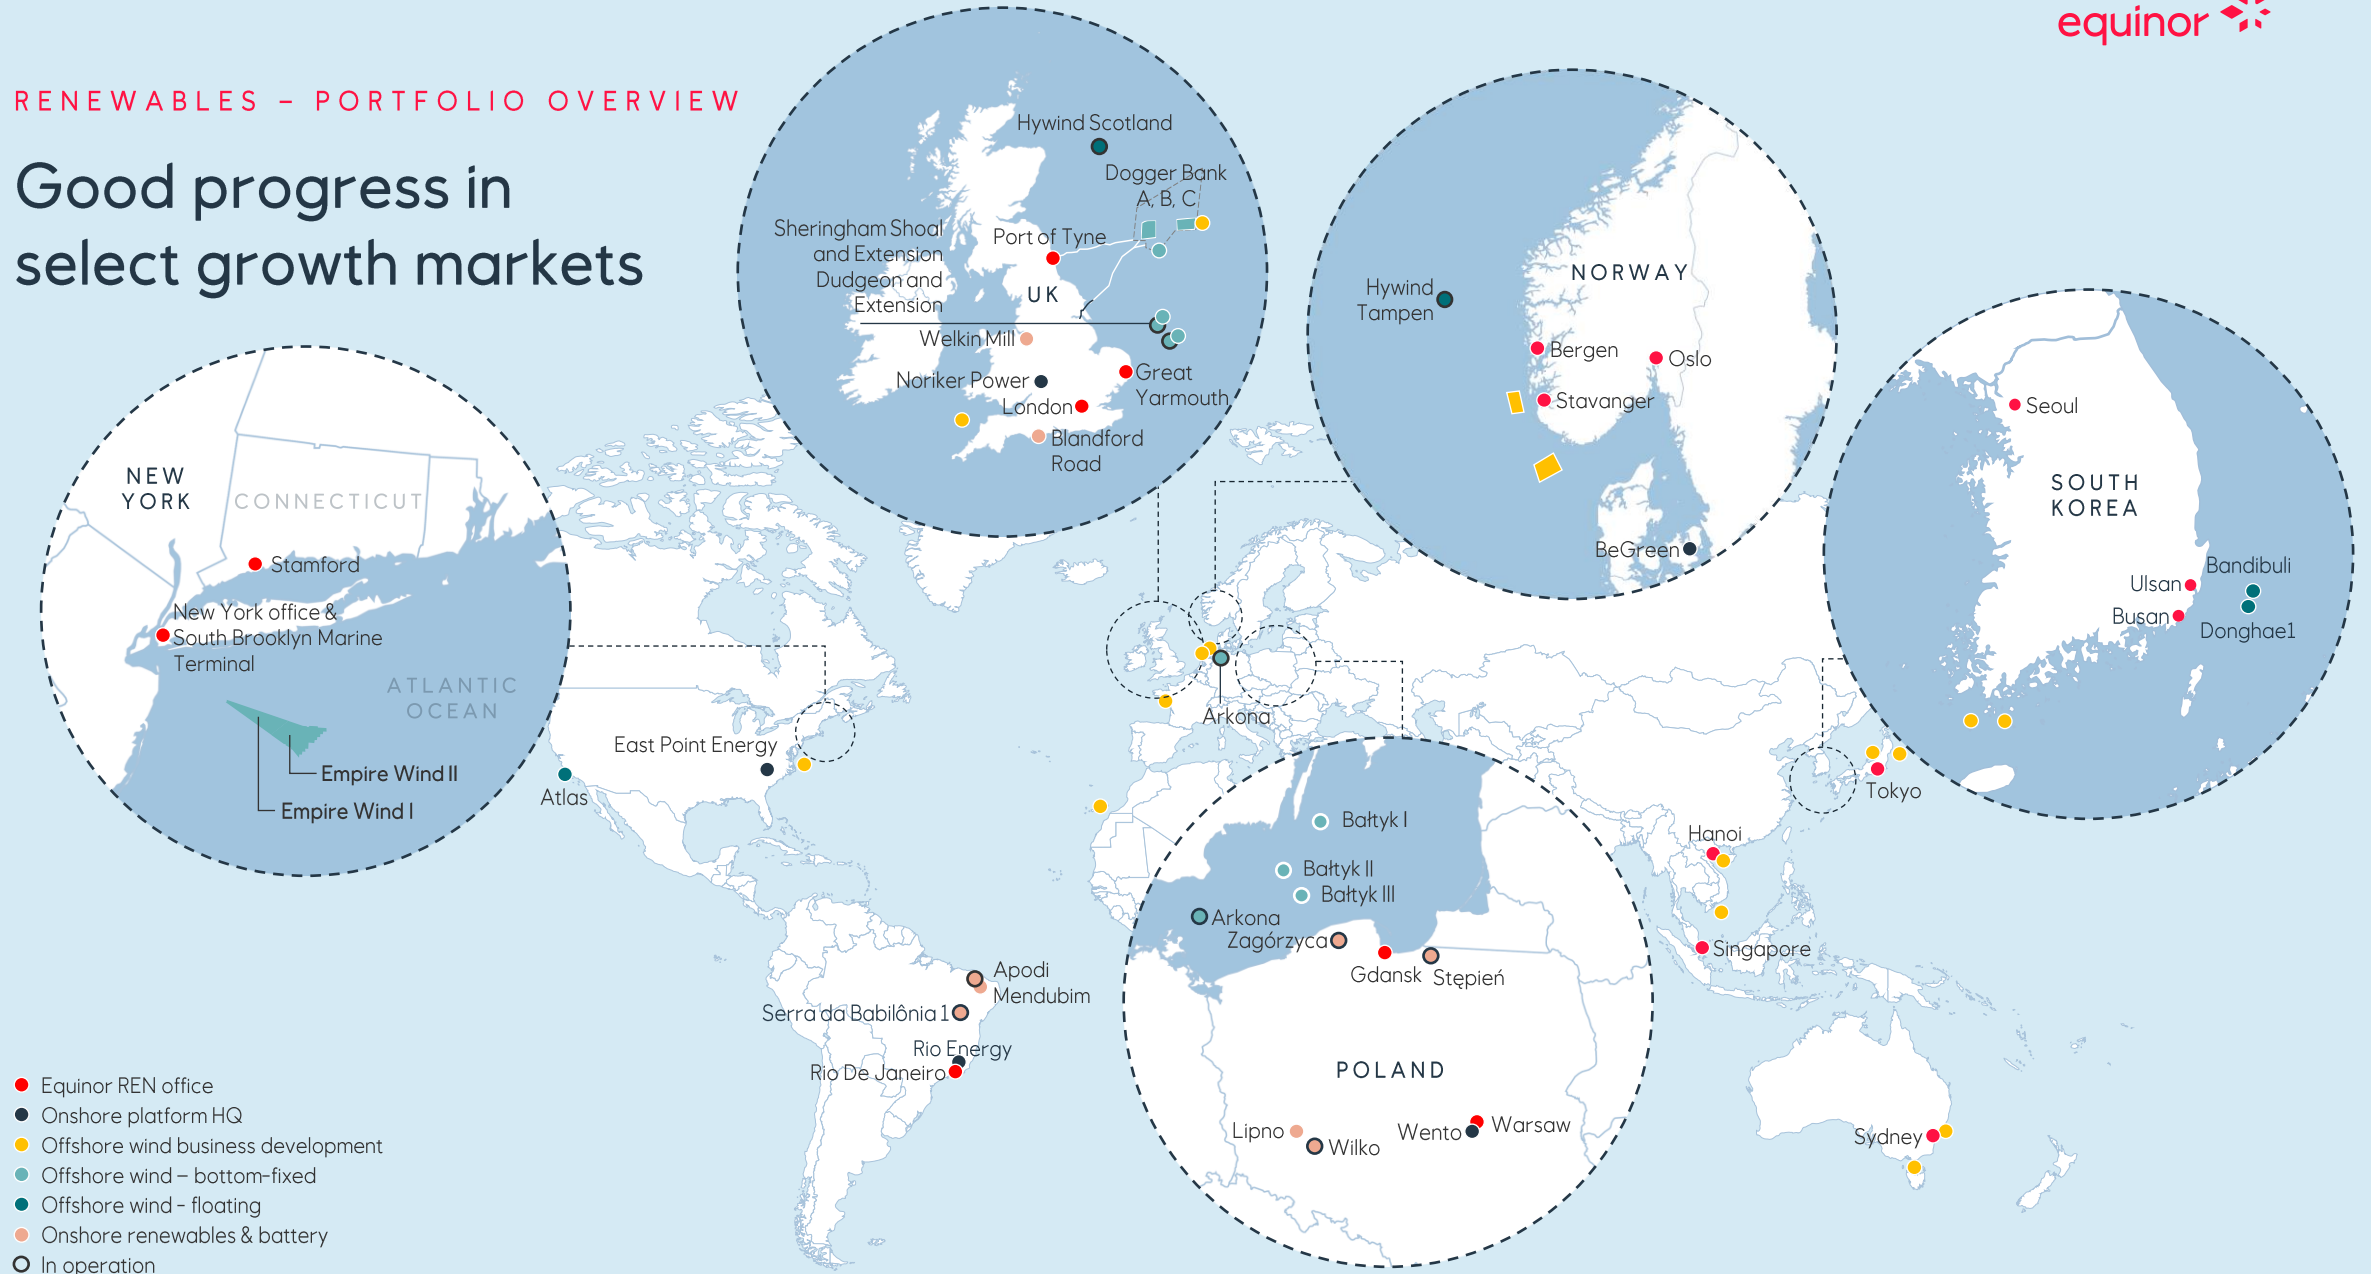 equinor
RENEWABLES – PORTFOLIO OVERVIEW
Good progress in
select growth markets
Hywind Scotland
Dogger Bank
A, B, C
Sheringham Shoal
and Extension
Dudgeon and
Extension
Port of Tyne
UK
Welkin Mill
Noriker Power
London
Great
Yarmouth
Blandford
Road
NORWAY
Hywind
Tampen
Bergen
Oslo
Stavanger
BeGreen
Seoul
SOUTH
KOREA
Bandibuli
Ulsan
Busan
Donghae1
NEW
YORK
CONNECTICUT
Stamford
New York office &
South Brooklyn Marine
Terminal
ATLANTIC
OCEAN
Empire Wind II
Empire Wind I
East Point Energy
Atlas
Arkona
Tokyo
Hanoi
Singapore
Sydney
Bałtyk I
Bałtyk II
Bałtyk III
Arkona
Zagórzyca
Gdansk
Stępień
POLAND
Lipno
Wilko
Wento
Warsaw
Apodi
Mendubim
Serra da Babilônia 1
Rio Energy
Rio De Janeiro
Equinor REN office
Onshore platform HQ
Offshore wind business development
Offshore wind – bottom-fixed
Offshore wind - floating
Onshore renewables & battery
In operation